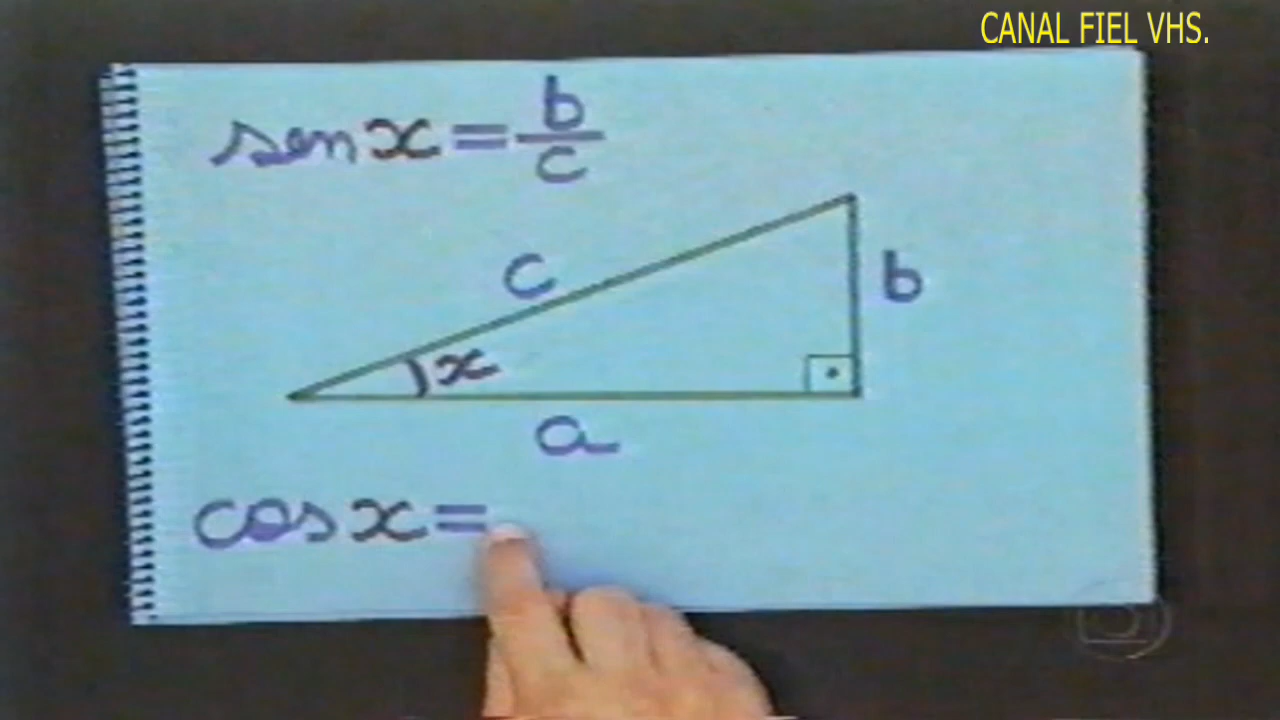 CANAL FIEL VHS.
sen x = b/c
c
b
x
a
cos x =